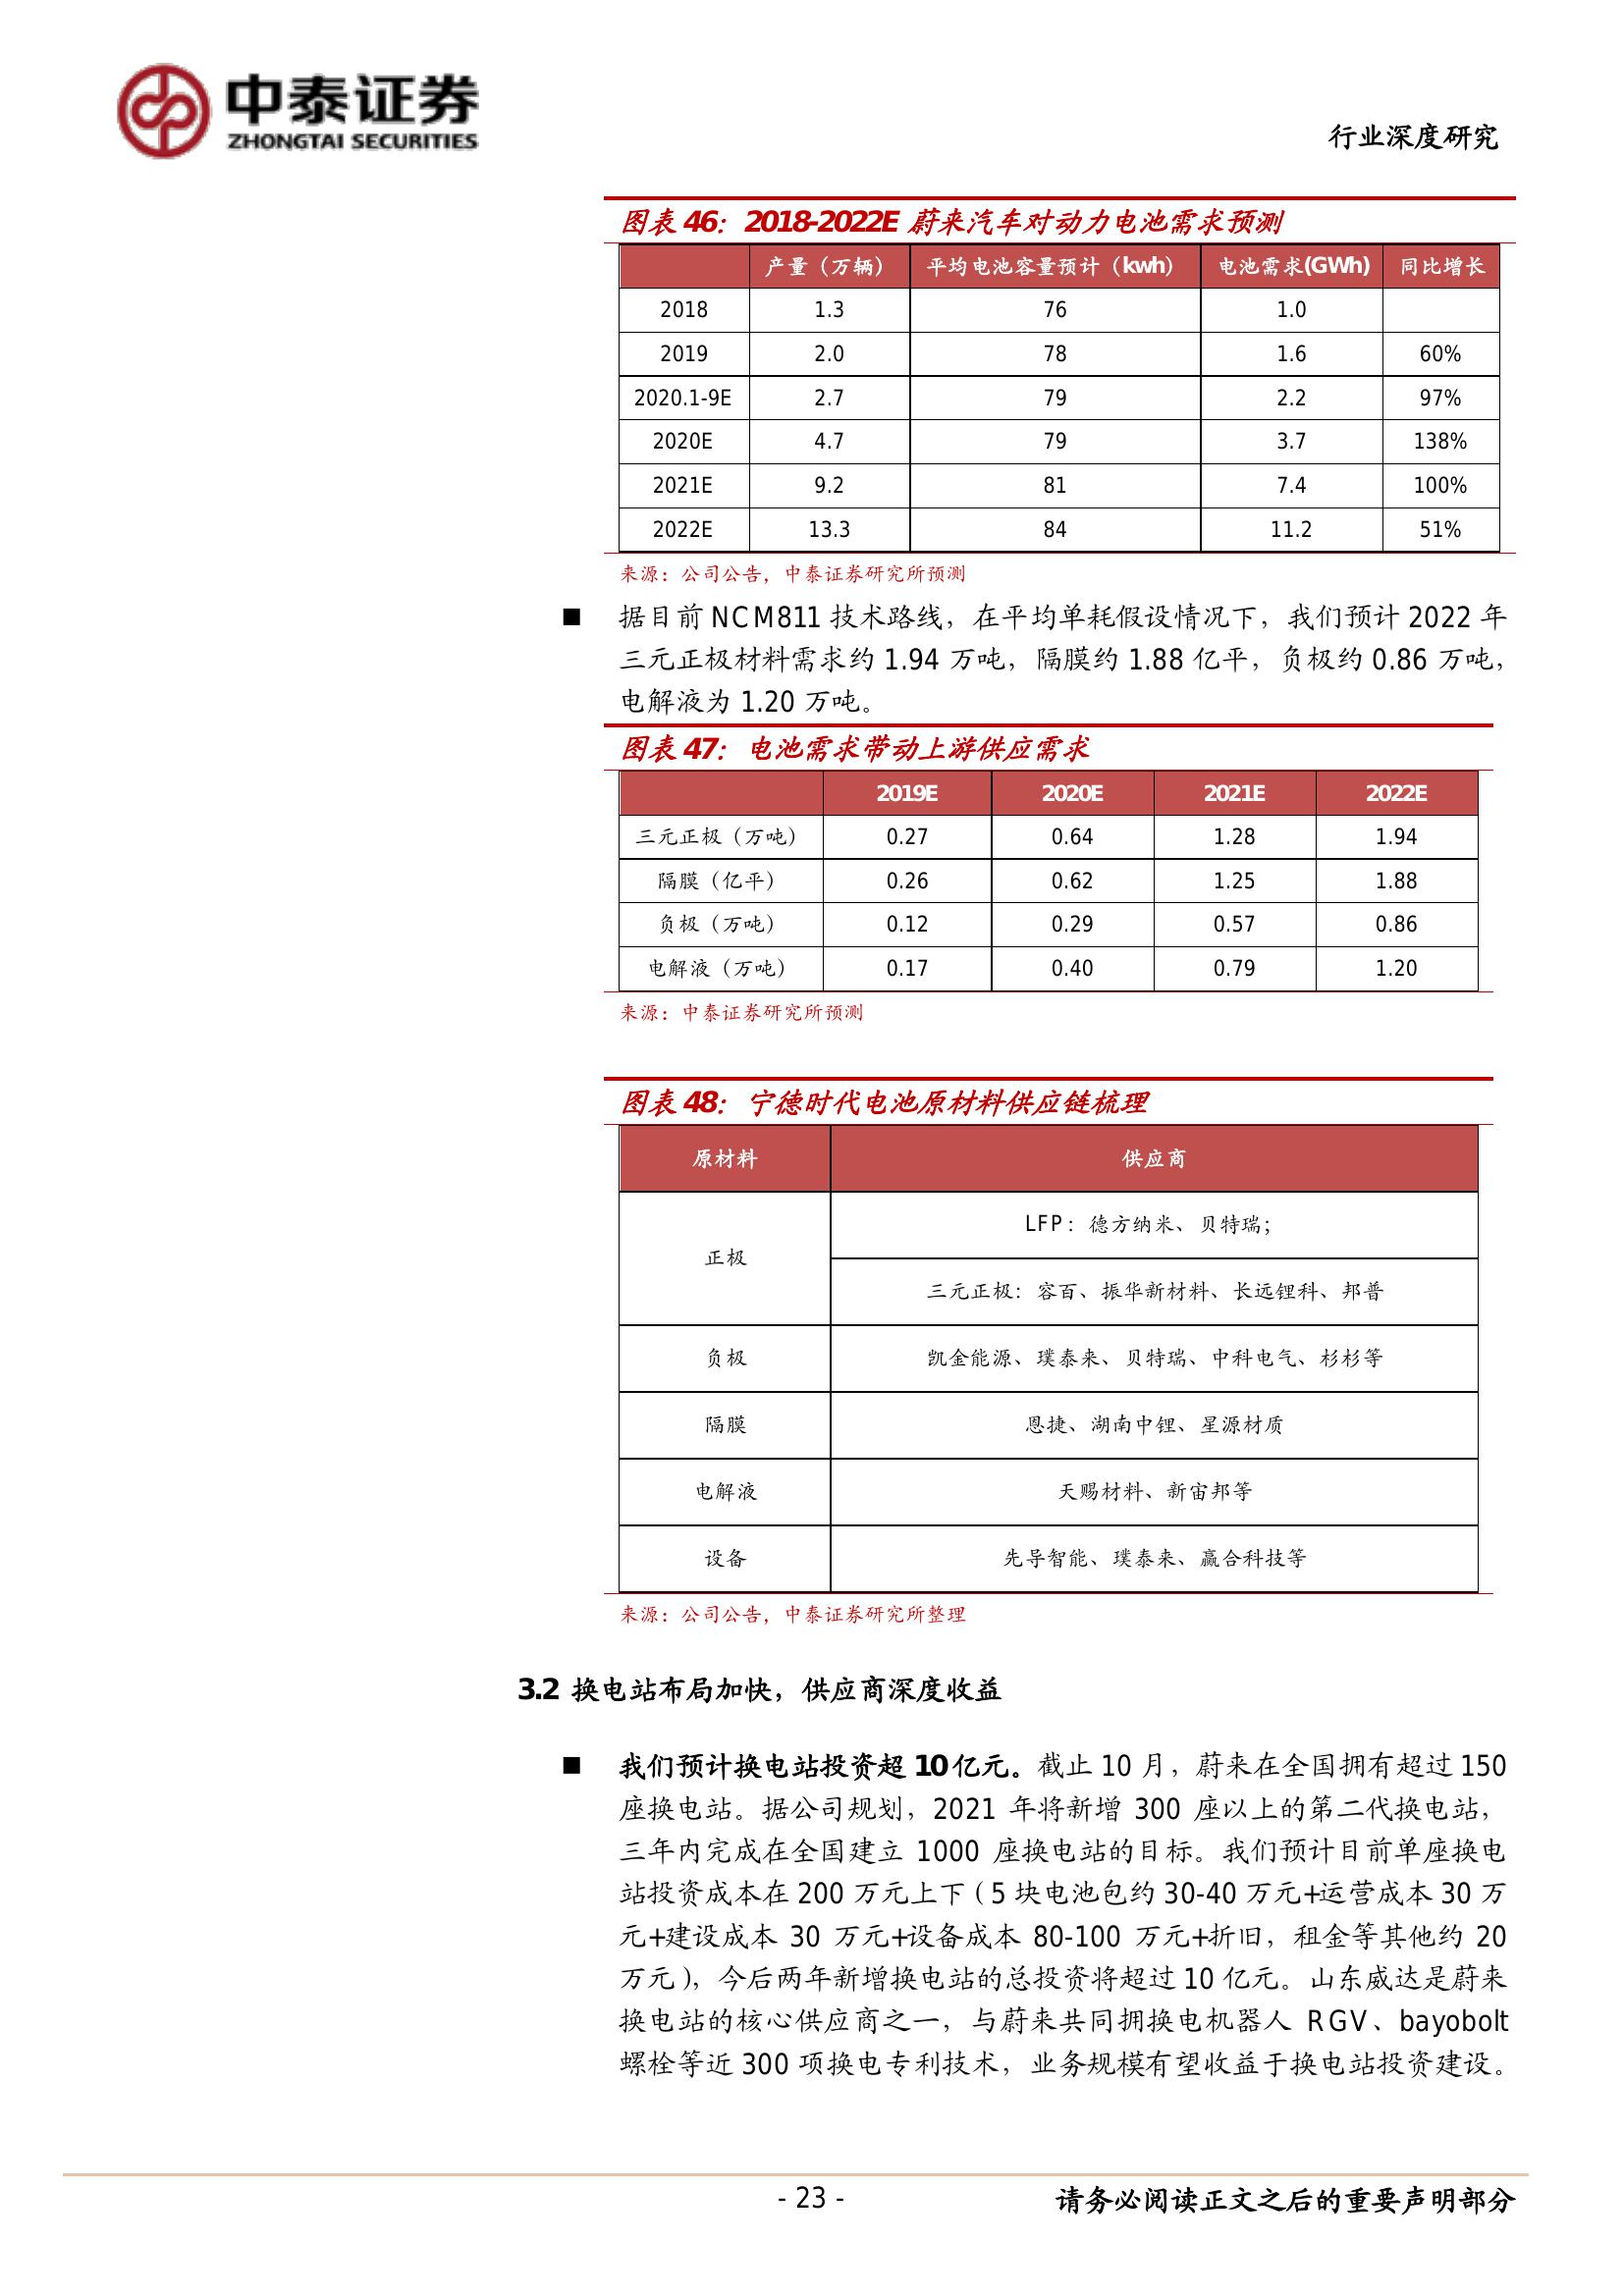 中泰证券
ZHONGTAI SECURITIES
行业深度研究
图表 46：2018-2022E 蔚来汽车对动力电池需求预测
产量（万辆） 平均电池容量预计（kwh） 电池需求(GWh) 同比增长
2018 1.3 76 1.0
2019 2.0 78 1.6 60%
2020.1-9E 2.7 79 2.2 97%
2020E 4.7 79 3.7 138%
2021E 9.2 81 7.4 100%
2022E 13.3 84 11.2 51%
来源：公司公告，中泰证券研究所预测
■ 据目前 NCM811 技术路线，在平均单耗假设情况下，我们预计 2022 年
三元正极材料需求约 1.94 万吨，隔膜约 1.88 亿平，负极约 0.86 万吨，
电解液为 1.20 万吨。
图表 47：电池需求带动上游供应需求
2019E 2020E 2021E 2022E
三元正极（万吨） 0.27 0.64 1.28 1.94
隔膜（亿平） 0.26 0.62 1.25 1.88
负极（万吨） 0.12 0.29 0.57 0.86
电解液（万吨） 0.17 0.40 0.79 1.20
来源：中泰证券研究所预测
图表 48：宁德时代电池原材料供应链梳理
原材料 供应商
正极 LFP：德方纳米、贝特瑞；
三元正极：容百、振华新材料、长远锂科、邦普
负极 凯金能源、璞泰来、贝特瑞、中科电气、杉杉等
隔膜 恩捷、湖南中锂、星源材质
电解液 天赐材料、新宙邦等
设备 先导智能、璞泰来、赢合科技等
来源：公司公告，中泰证券研究所整理
3.2 换电站布局加快，供应商深度收益
■ 我们预计换电站投资超 10 亿元。截止 10 月，蔚来在全国拥有超过 150
座换电站。据公司规划，2021 年将新增 300 座以上的第二代换电站，
三年内完成在全国建立 1000 座换电站的目标。我们预计目前单座换电
站投资成本在 200 万元上下（5 块电池包约 30-40 万元+运营成本 30 万
元+建设成本 30 万元+设备成本 80-100 万元+折旧，租金等其他约 20
万元），今后两年新增换电站的总投资将超过 10 亿元。山东威达是蔚来
换电站的核心供应商之一，与蔚来共同拥换电机器人 RGV、bayobolt
螺栓等近 300 项换电专利技术，业务规模有望收益于换电站投资建设。
- 23 -
请务必阅读正文之后的重要声明部分